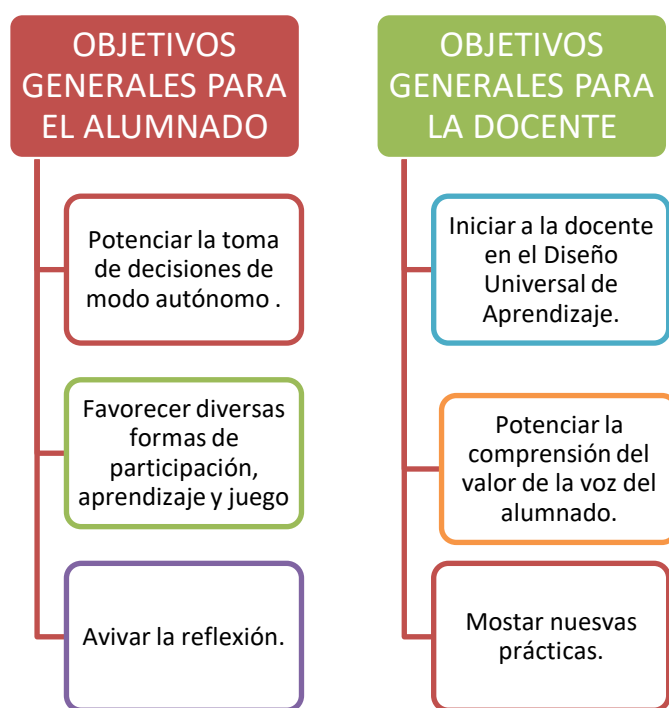 OBJETIVOS
GENERALES PARA
EL ALUMNADO
Potenciar la toma
de decisiones de
modo autónomo .
Favorecer diversas
formas de
participación,
aprendizaje y juego
Avivar la reflexión.
OBJETIVOS
GENERALES PARA
LA DOCENTE
Iniciar a la docente
en el Diseño
Universal de
Aprendizaje.
Potenciar la
comprensión del
valor de la voz del
alumnado.
Mostar nuesvas
prácticas.